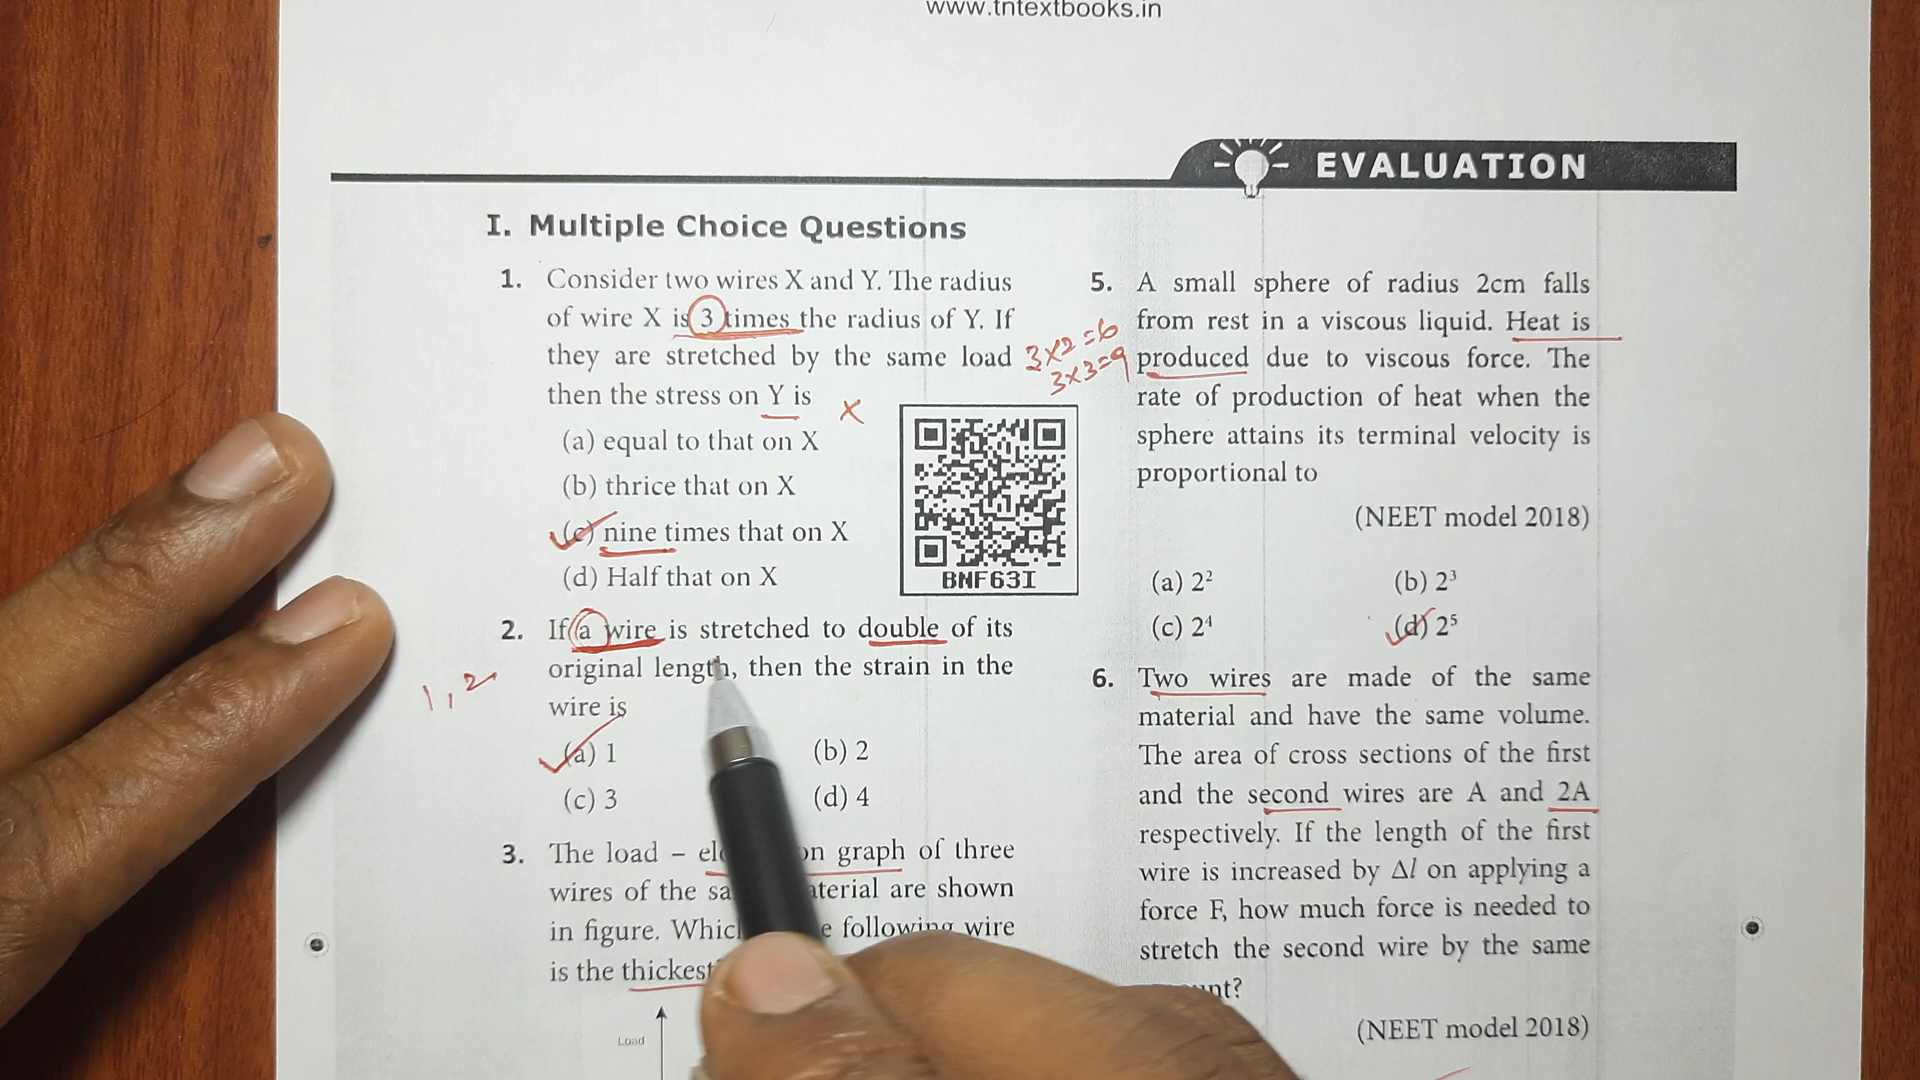 www.tntextbooks.in
EVALUATION
I. Multiple Choice Questions
1. Consider two wires X and Y. The radius
of wire X is 3 times the radius of Y. If
they are stretched by the same load
then the stress on Y is
x
(a) equal to that on X
(b) thrice that on X
(c) nine times that on X
(d) Half that on X
BNF63I
2. If a wire is stretched to double of its
original length, then the strain in the
wire is
1, 2
(a) 1
(b) 2
(c) 3
(d) 4
3. The load – graph of three
wires of the are shown
in figure. following wire
is the thickest
Load
3×2=6
3×3=9
5. A small sphere of radius 2cm falls
from rest in a viscous liquid. Heat is
produced due to viscous force. The
rate of production of heat when the
sphere attains its terminal velocity is
proportional to
(NEET model 2018)
(a) 2²
(b) 2³
(c) 2⁴
(d) 2⁵
6. Two wires are made of the same
material and have the same volume.
The area of cross sections of the first
and the second wires are A and 2A
respectively. If the length of the first
wire is increased by Δl on applying a
force F, how much force is needed to
stretch the second wire by the same
(NEET model 2018)